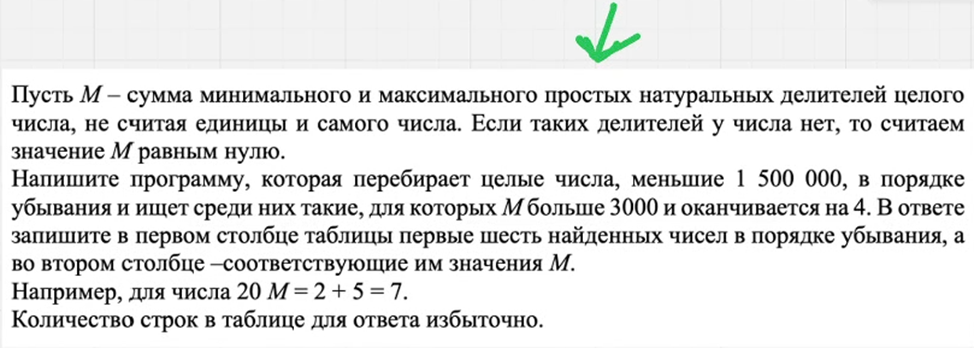 Пусть M – сумма минимального и максимального простых натуральных делителей целого
числа, не считая единицы и самого числа. Если таких делителей у числа нет, то считаем
значение M равным нулю.
Напишите программу, которая перебирает целые числа, меньшие 1 500 000, в порядке
убывания и ищет среди них такие, для которых M больше 3000 и оканчивается на 4. В ответе
запишите в первом столбце таблицы первые шесть найденных чисел в порядке убывания, а
во втором столбце –соответствующие им значения M.
Например, для числа 20 M = 2 + 5 = 7.
Количество строк в таблице для ответа избыточно.